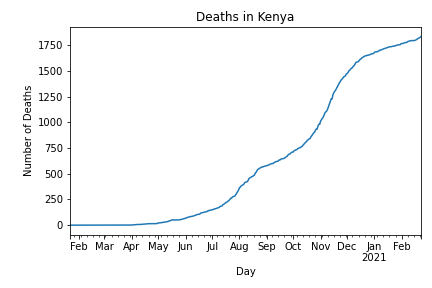 Deaths in Kenya
Number of Deaths
1750
1500
1250
1000
750
500
250
0
Feb Mar Apr May Jun Jul Aug Sep Oct Nov Dec Jan Feb
2021
Day